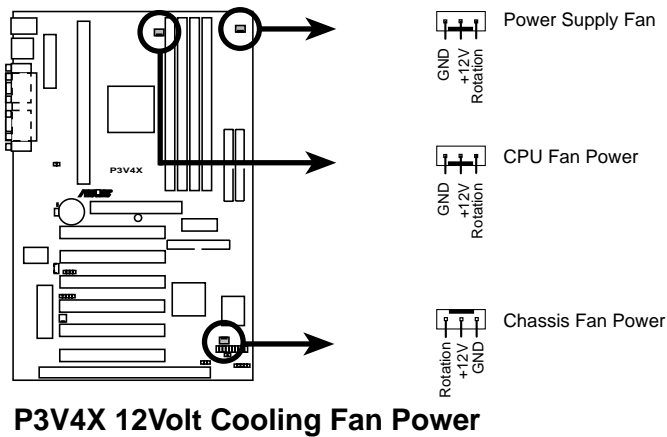 Power Supply Fan
GND
+12V
Rotation
P3V4X
CPU Fan Power
GND
+12V
Rotation
Chassis Fan Power
Rotation
+12V
GND
P3V4X 12Volt Cooling Fan Power